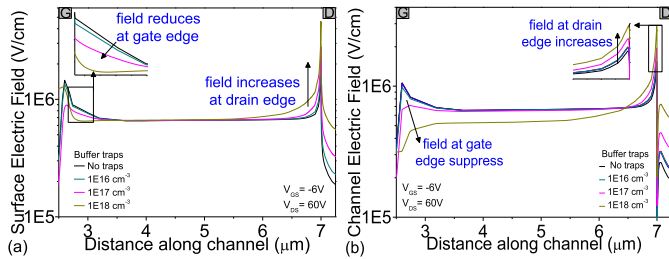 G
D
field reduces
at gate edge
field increases
at drain edge
Surface Electric Field (V/cm)
1E6
1E5
Buffer traps
No traps
1E16 cm⁻³
1E17 cm⁻³
1E18 cm⁻³
V_GS = -6V
V_DS = 60V
3 4 5 6 7
Distance along channel (μm)
(a)
G
D
field at drain
edge increases
field at gate
edge suppress
Channel Electric Field (V/cm)
1E6
1E5
Buffer traps
No traps
1E16 cm⁻³
1E17 cm⁻³
1E18 cm⁻³
V_GS = -6V
V_DS = 60V
3 4 5 6 7
Distance along channel (μm)
(b)